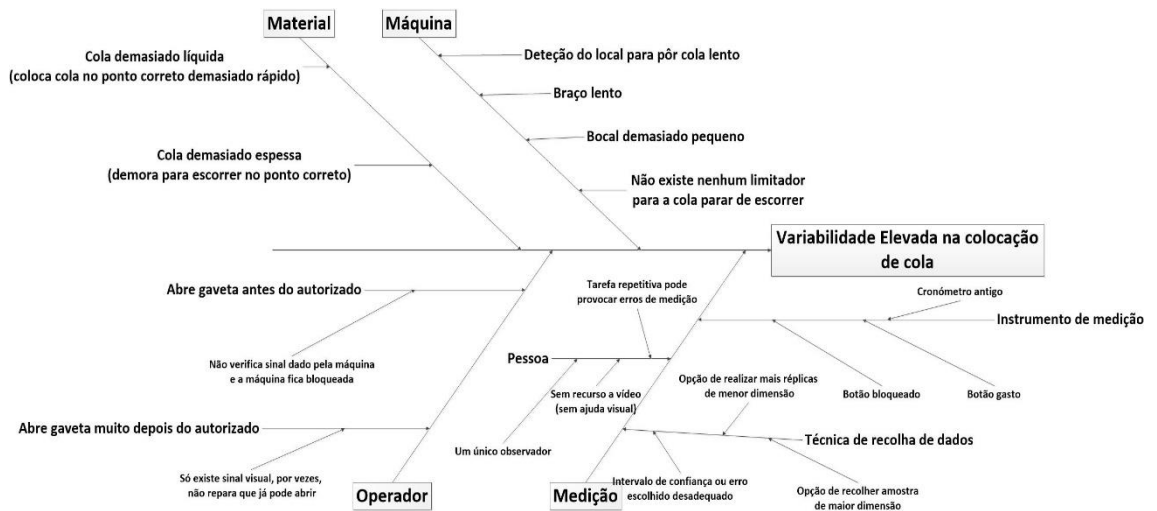 Material
Máquina
Cola demasiado líquida
(coloca cola no ponto correto demasiado rápido)
Deteção do local para pôr cola lento
Braço lento
Bocal demasiado pequeno
Cola demasiado espessa
(demora para escorrer no ponto correto)
Não existe nenhum limitador
para a cola parar de escorrer
Variabilidade Elevada na colocação
de cola
Abre gaveta antes do autorizado
Tarefa repetitiva pode
provocar erros de medição
Cronómetro antigo
Instrumento de medição
Não verifica sinal dado pela máquina
e a máquina fica bloqueada
Pessoa
Sem recurso a vídeo
(sem ajuda visual)
Opção de realizar mais réplicas
de menor dimensão
Botão bloqueado
Botão gasto
Abre gaveta muito depois do autorizado
Um único observador
Técnica de recolha de dados
Só existe sinal visual, por vezes,
não repara que já pode abrir
Operador
Medição
Intervalo de confiança ou erro
escolhido desadequado
Opção de recolher amostra
de maior dimensão